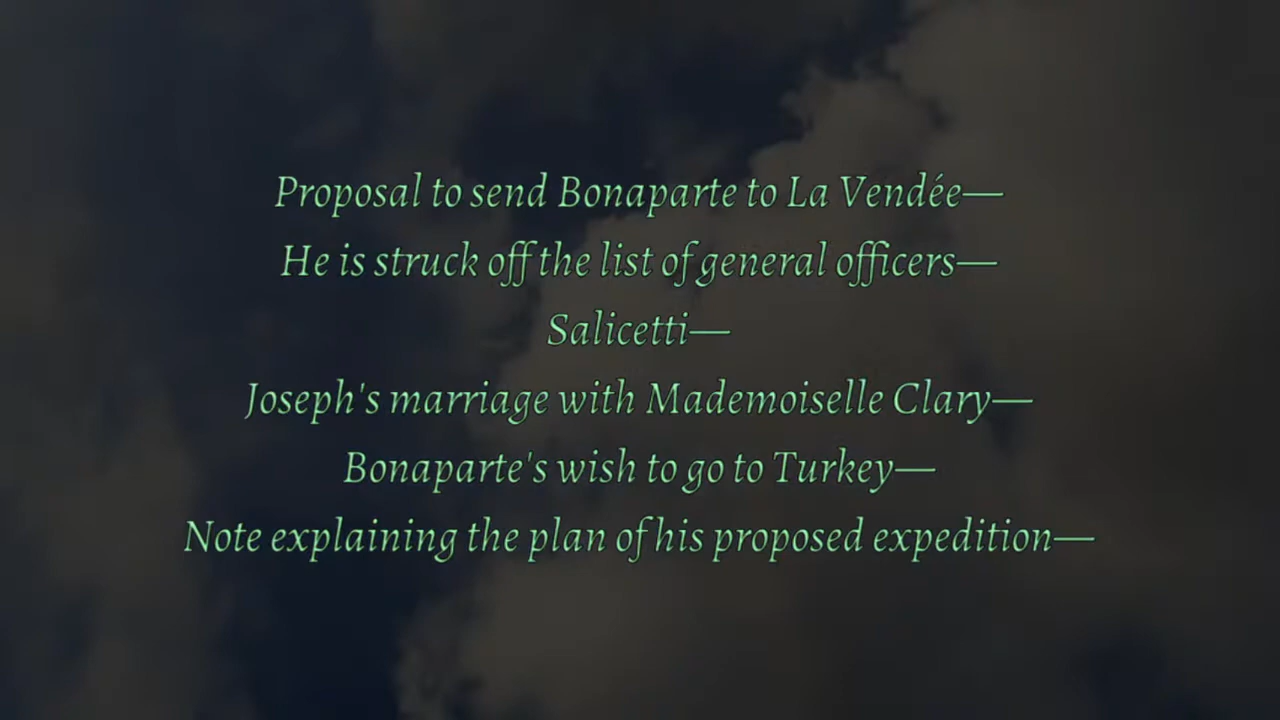 Proposal to send Bonaparte to La Vendée—
He is struck off the list of general officers—
Salicetti—
Joseph's marriage with Mademoiselle Clary—
Bonaparte's wish to go to Turkey—
Note explaining the plan of his proposed expedition—